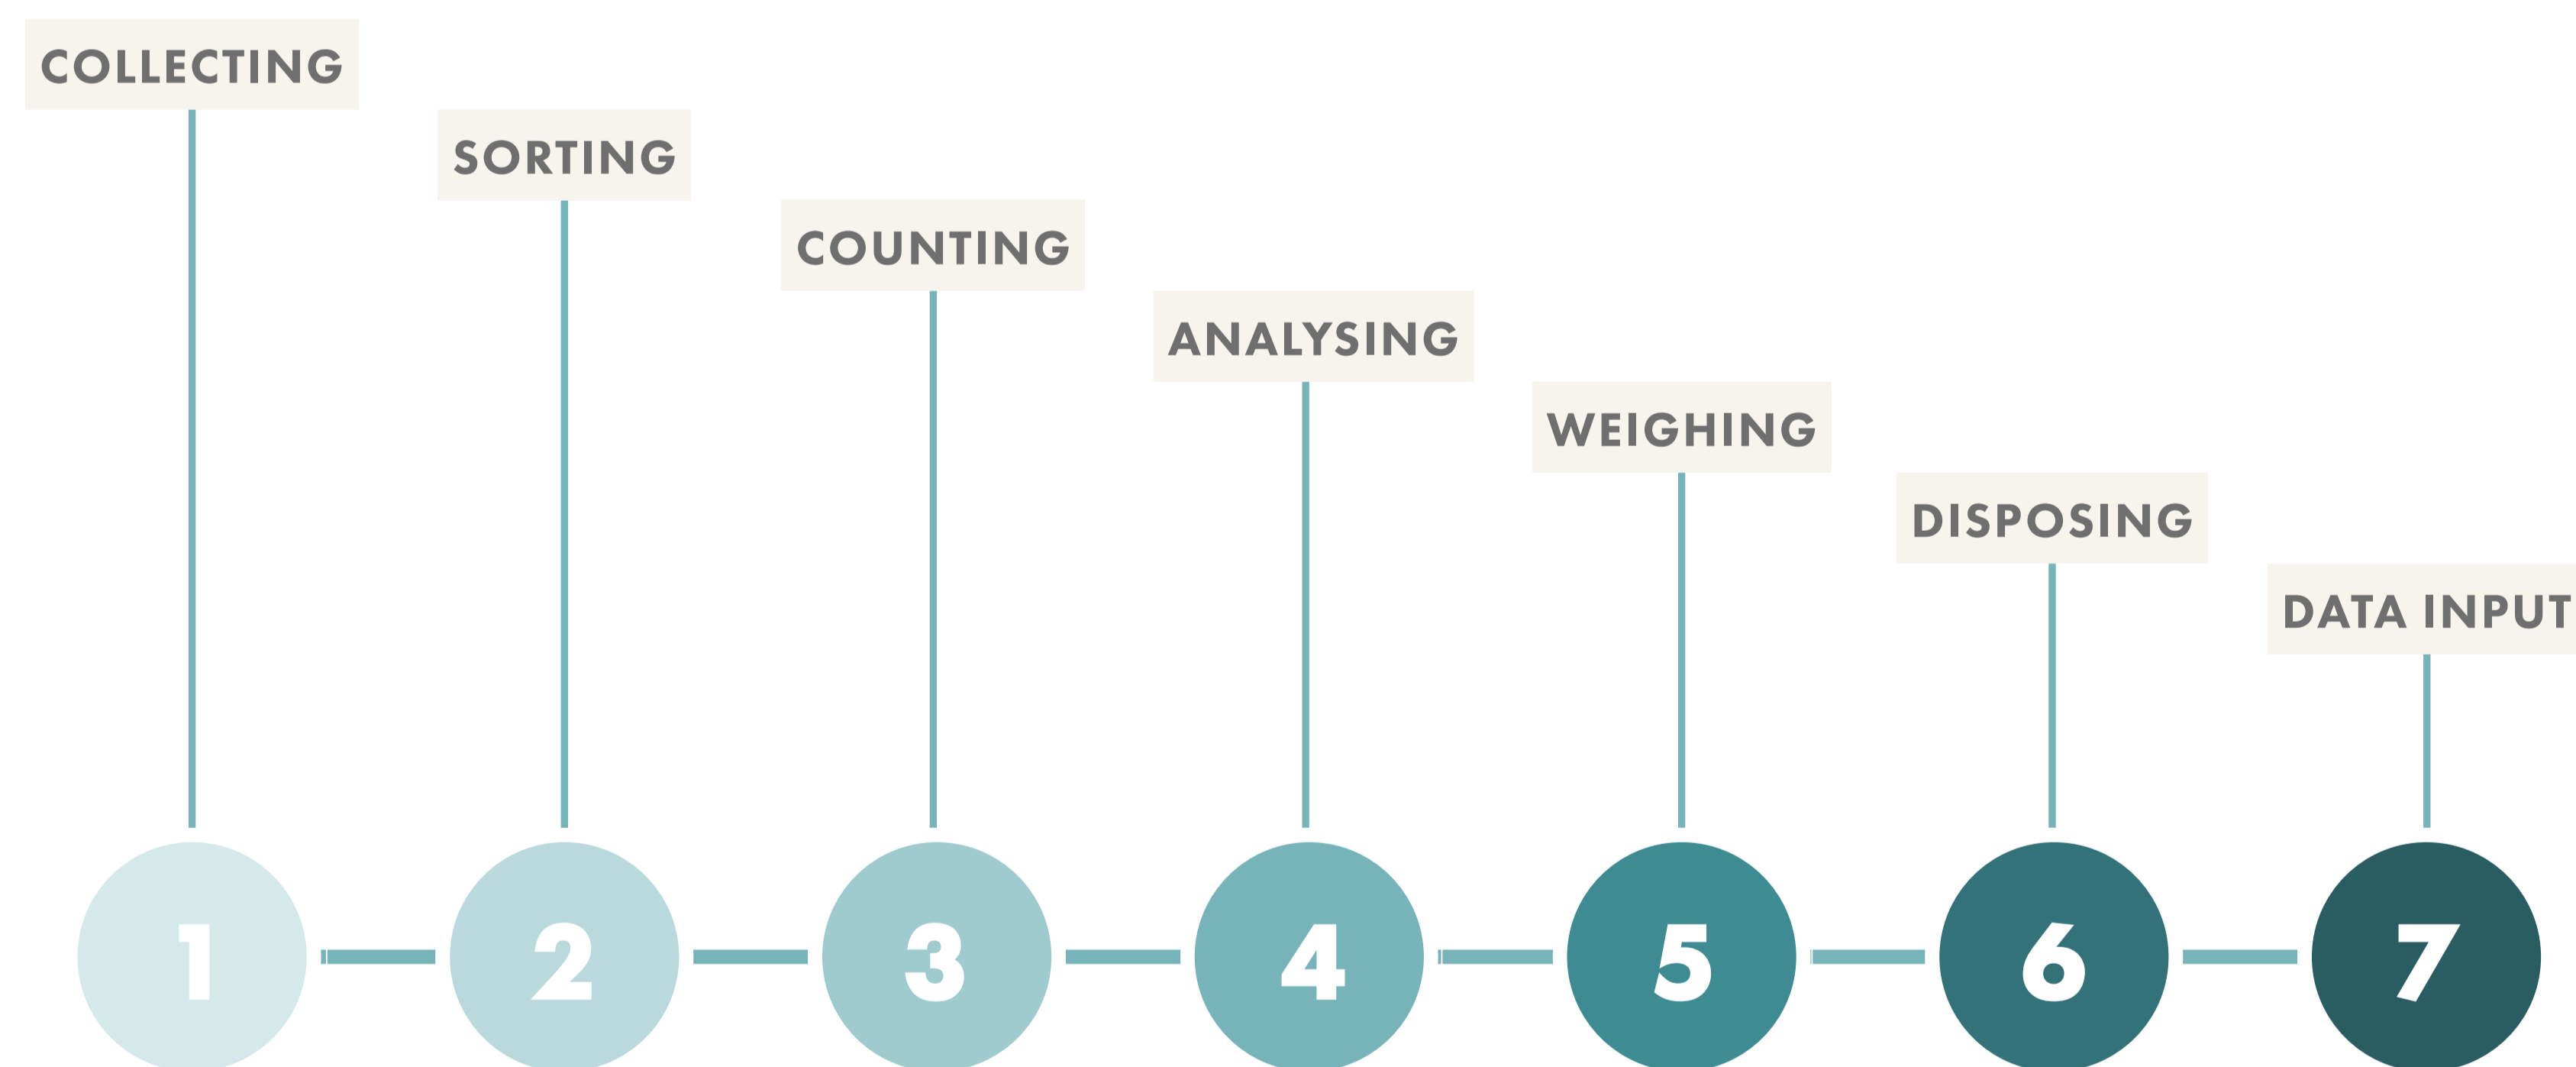 COLLECTING
SORTING
COUNTING
ANALYSING
WEIGHING
DISPOSING
DATA INPUT
1 2 3 4 5 6 7